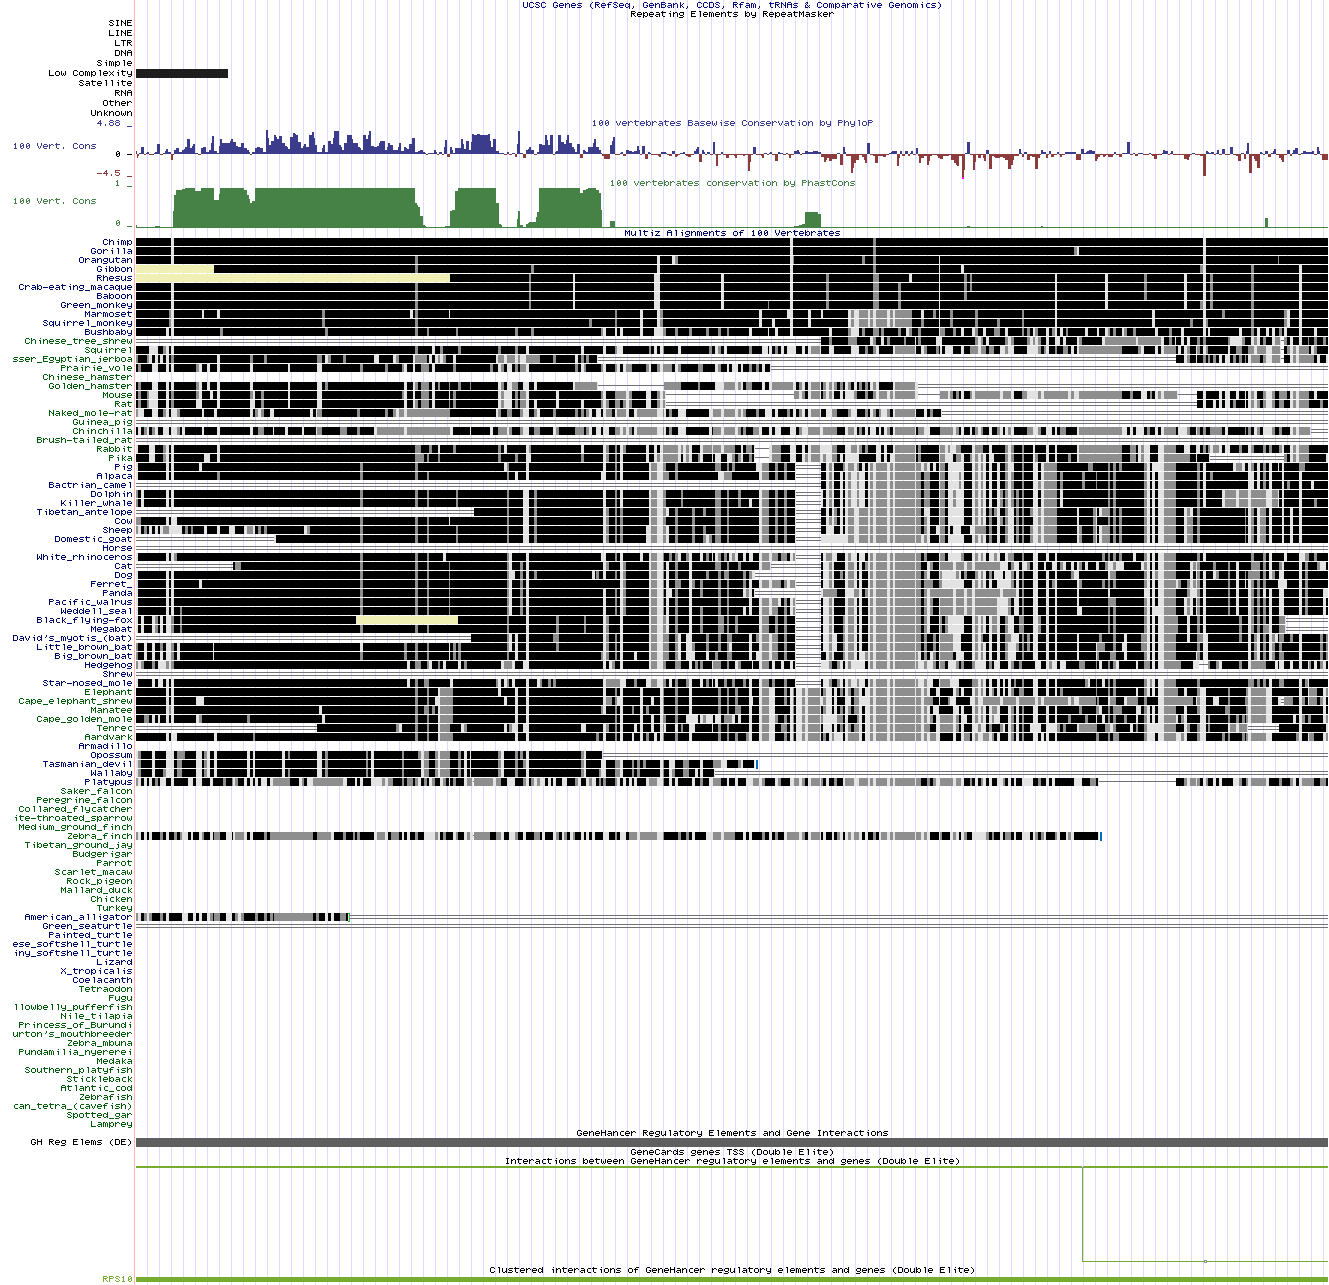 UCSC Genes (RefSeq, GenBank, CCDS, Rfam, tRNAs & Comparative Genomics)
Repeating Elements by RepeatMasker
SINE
LINE
LTR
DNA
Simple
Low Complexity
Satellite
RNA
Other
Unknown
4.88 _
100 vertebrates Basewise Conservation by PhyloP
100 Vert. Cons
0 _
-4.5 _
100 vertebrates conservation by PhastCons
1 _
100 Vert. Cons
0 _
Multiz Alignments of 100 Vertebrates
Chimp
Gorilla
Orangutan
Gibbon
Rhesus
Crab-eating_macaque
Baboon
Green_monkey
Marmoset
Squirrel_monkey
Bushbaby
Chinese_tree_shrew
Squirrel
sser_Egyptian_jerboa
Prairie_vole
Chinese_hamster
Golden_hamster
Mouse
Rat
Naked_mole-rat
Guinea_pig
Chinchilla
Brush-tailed_rat
Rabbit
Pika
Pig
Alpaca
Bactrian_camel
Dolphin
Killer_whale
Tibetan_antelope
Cow
Sheep
Domestic_goat
Horse
White_rhinoceros
Cat
Dog
Ferret_
Panda
Pacific_walrus
Weddell_seal
Black_flying-fox
Megabat
David's_myotis_(bat)
Little_brown_bat
Big_brown_bat
Hedgehog
Shrew
Star-nosed_mole
Elephant
Cape_elephant_shrew
Manatee
Cape_golden_mole
Tenrec
Aardvark
Armadillo
Opossum
Tasmanian_devil
Wallaby
Platypus
Saker_falcon
Peregrine_falcon
Collared_flycatcher
ite-throated_sparrow
Medium_ground_finch
Zebra_finch
Tibetan_ground_jay
Budgerigar
Parrot
Scarlet_macaw
Rock_pigeon
Mallard_duck
Chicken
Turkey
American_alligator
Green_seaturtle
Painted_turtle
ese_softshell_turtle
iny_softshell_turtle
Lizard
X_tropicalis
Coelacanth
Tetraodon
Fugu
llowbelly_pufferfish
Nile_tilapia
Princess_of_Burundi
urton's_mouthbreeder
Zebra_mbuna
Pundamilia_nyererei
Medaka
Southern_platyfish
Stickleback
Atlantic_cod
Zebrafish
can_tetra_(cavefish)
Spotted_gar
Lamprey
GeneHancer Regulatory Elements and Gene Interactions
GH Reg Elems (DE)
GeneCards genes TSS (Double Elite)
Interactions between GeneHancer regulatory elements and genes (Double Elite)
Clustered interactions of GeneHancer regulatory elements and genes (Double Elite)
RPS10